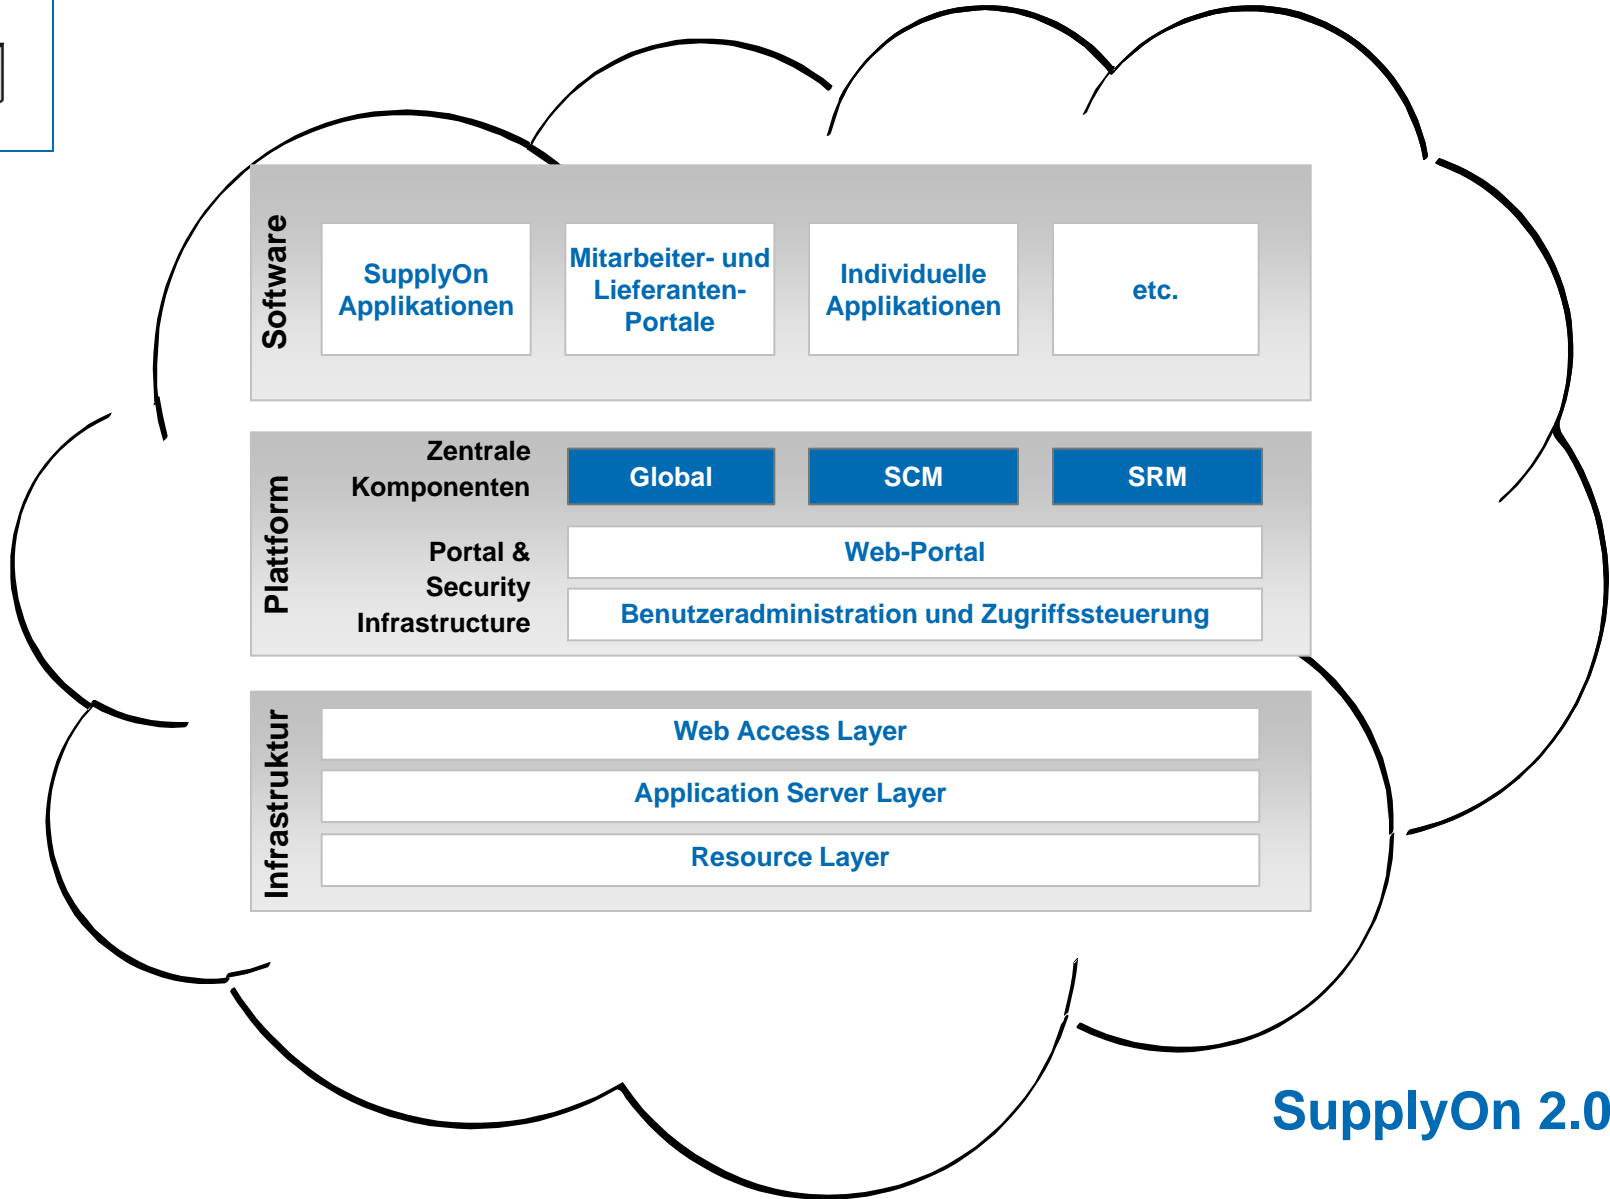 Software
SupplyOn
Applikationen
Mitarbeiter- und
Lieferanten-
Portale
Individuelle
Applikationen
etc.
Plattform
Zentrale
Komponenten
Global
SCM
SRM
Portal &
Security
Infrastructure
Web-Portal
Benutzeradministration und Zugriffssteuerung
Infrastruktur
Web Access Layer
Application Server Layer
Resource Layer
SupplyOn 2.0